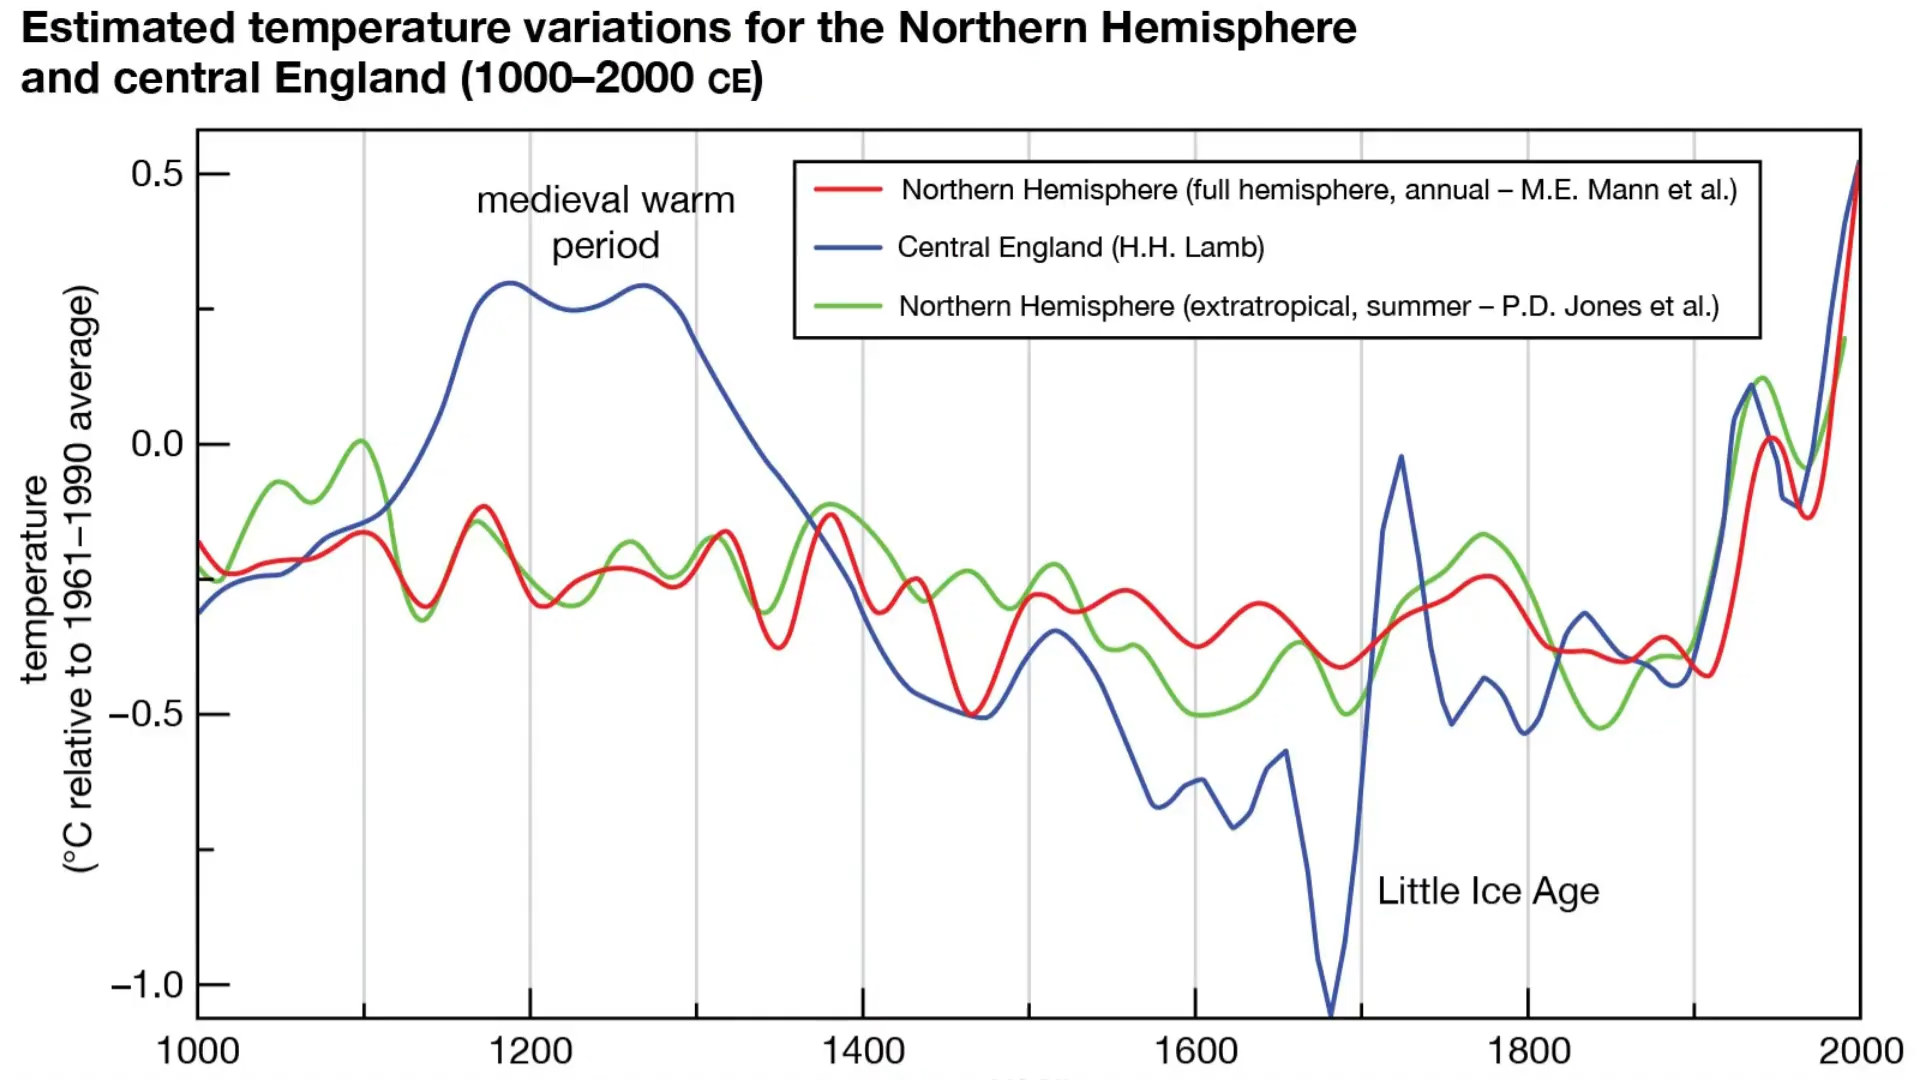 Estimated temperature variations for the Northern Hemisphere
and central England (1000–2000 CE)
temperature
(°C relative to 1961–1990 average)
0.5
0.0
−0.5
−1.0
medieval warm
period
Northern Hemisphere (full hemisphere, annual – M.E. Mann et al.)
Central England (H.H. Lamb)
Northern Hemisphere (extratropical, summer – P.D. Jones et al.)
Little Ice Age
1000 1200 1400 1600 1800 2000